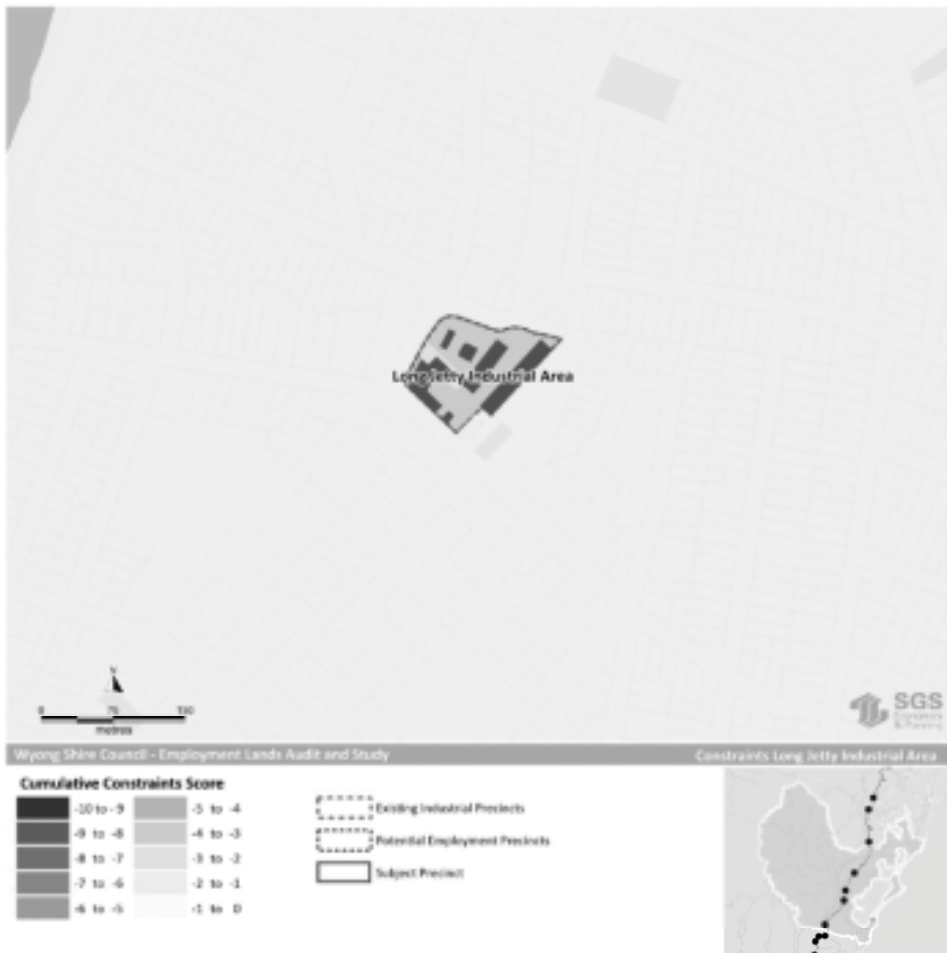 Long Jetty Industrial Area
N
0 75 150
metres
SGS
Economics
& Planning
Wyong Shire Council - Employment Lands Audit and Study
Constraints Long Jetty Industrial Area
Cumulative Constraints Score
-10 to -9
-9 to -8
-8 to -7
-7 to -6
-6 to -5
-5 to -4
-4 to -3
-3 to -2
-2 to -1
-1 to 0
Existing Industrial Precincts
Potential Employment Precincts
Subject Precinct